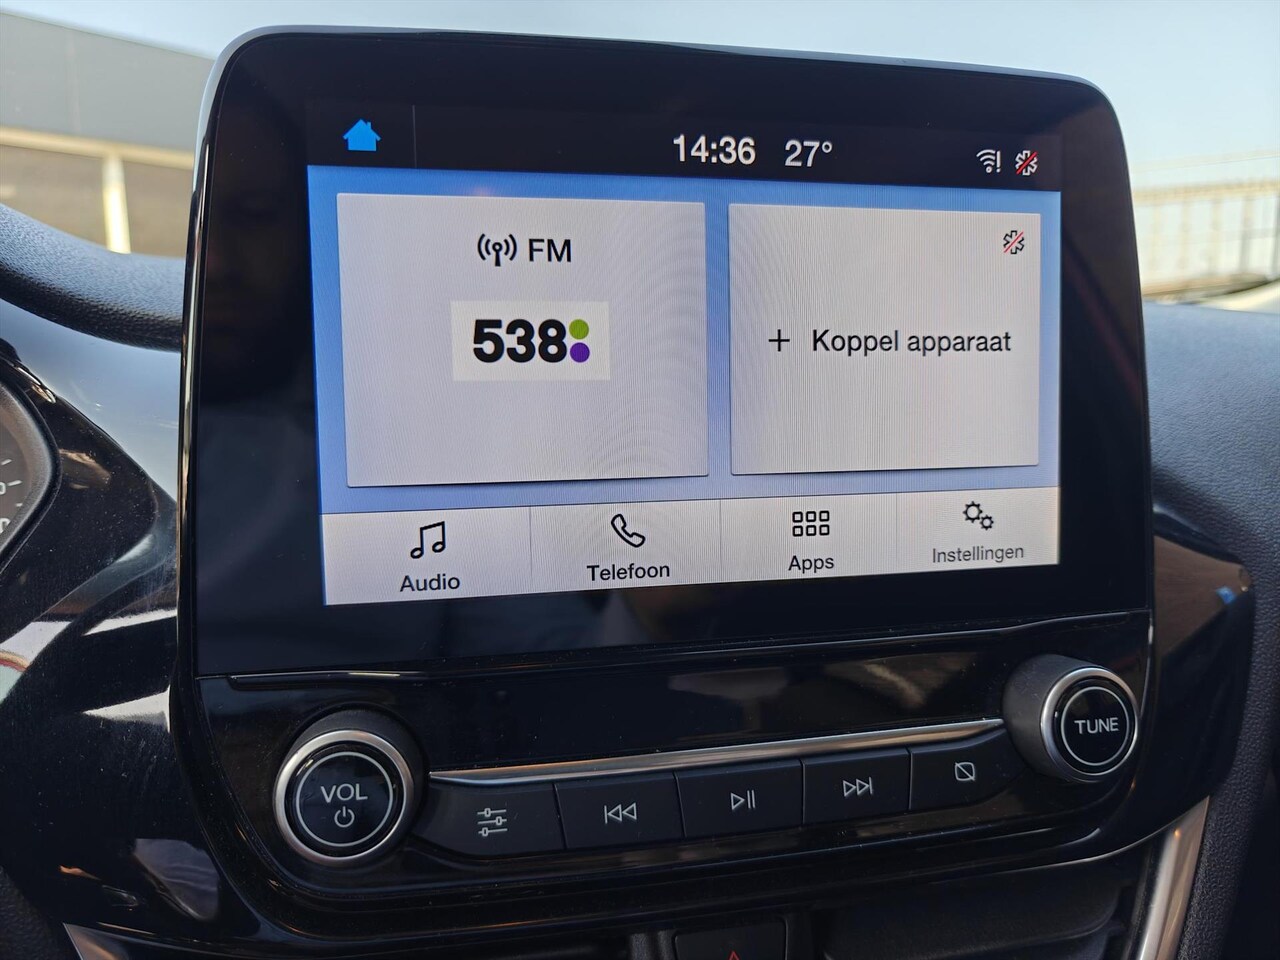 14:36 27°
FM
538
+ Koppel apparaat
Audio
Telefoon
Apps
Instellingen
VOL
TUNE